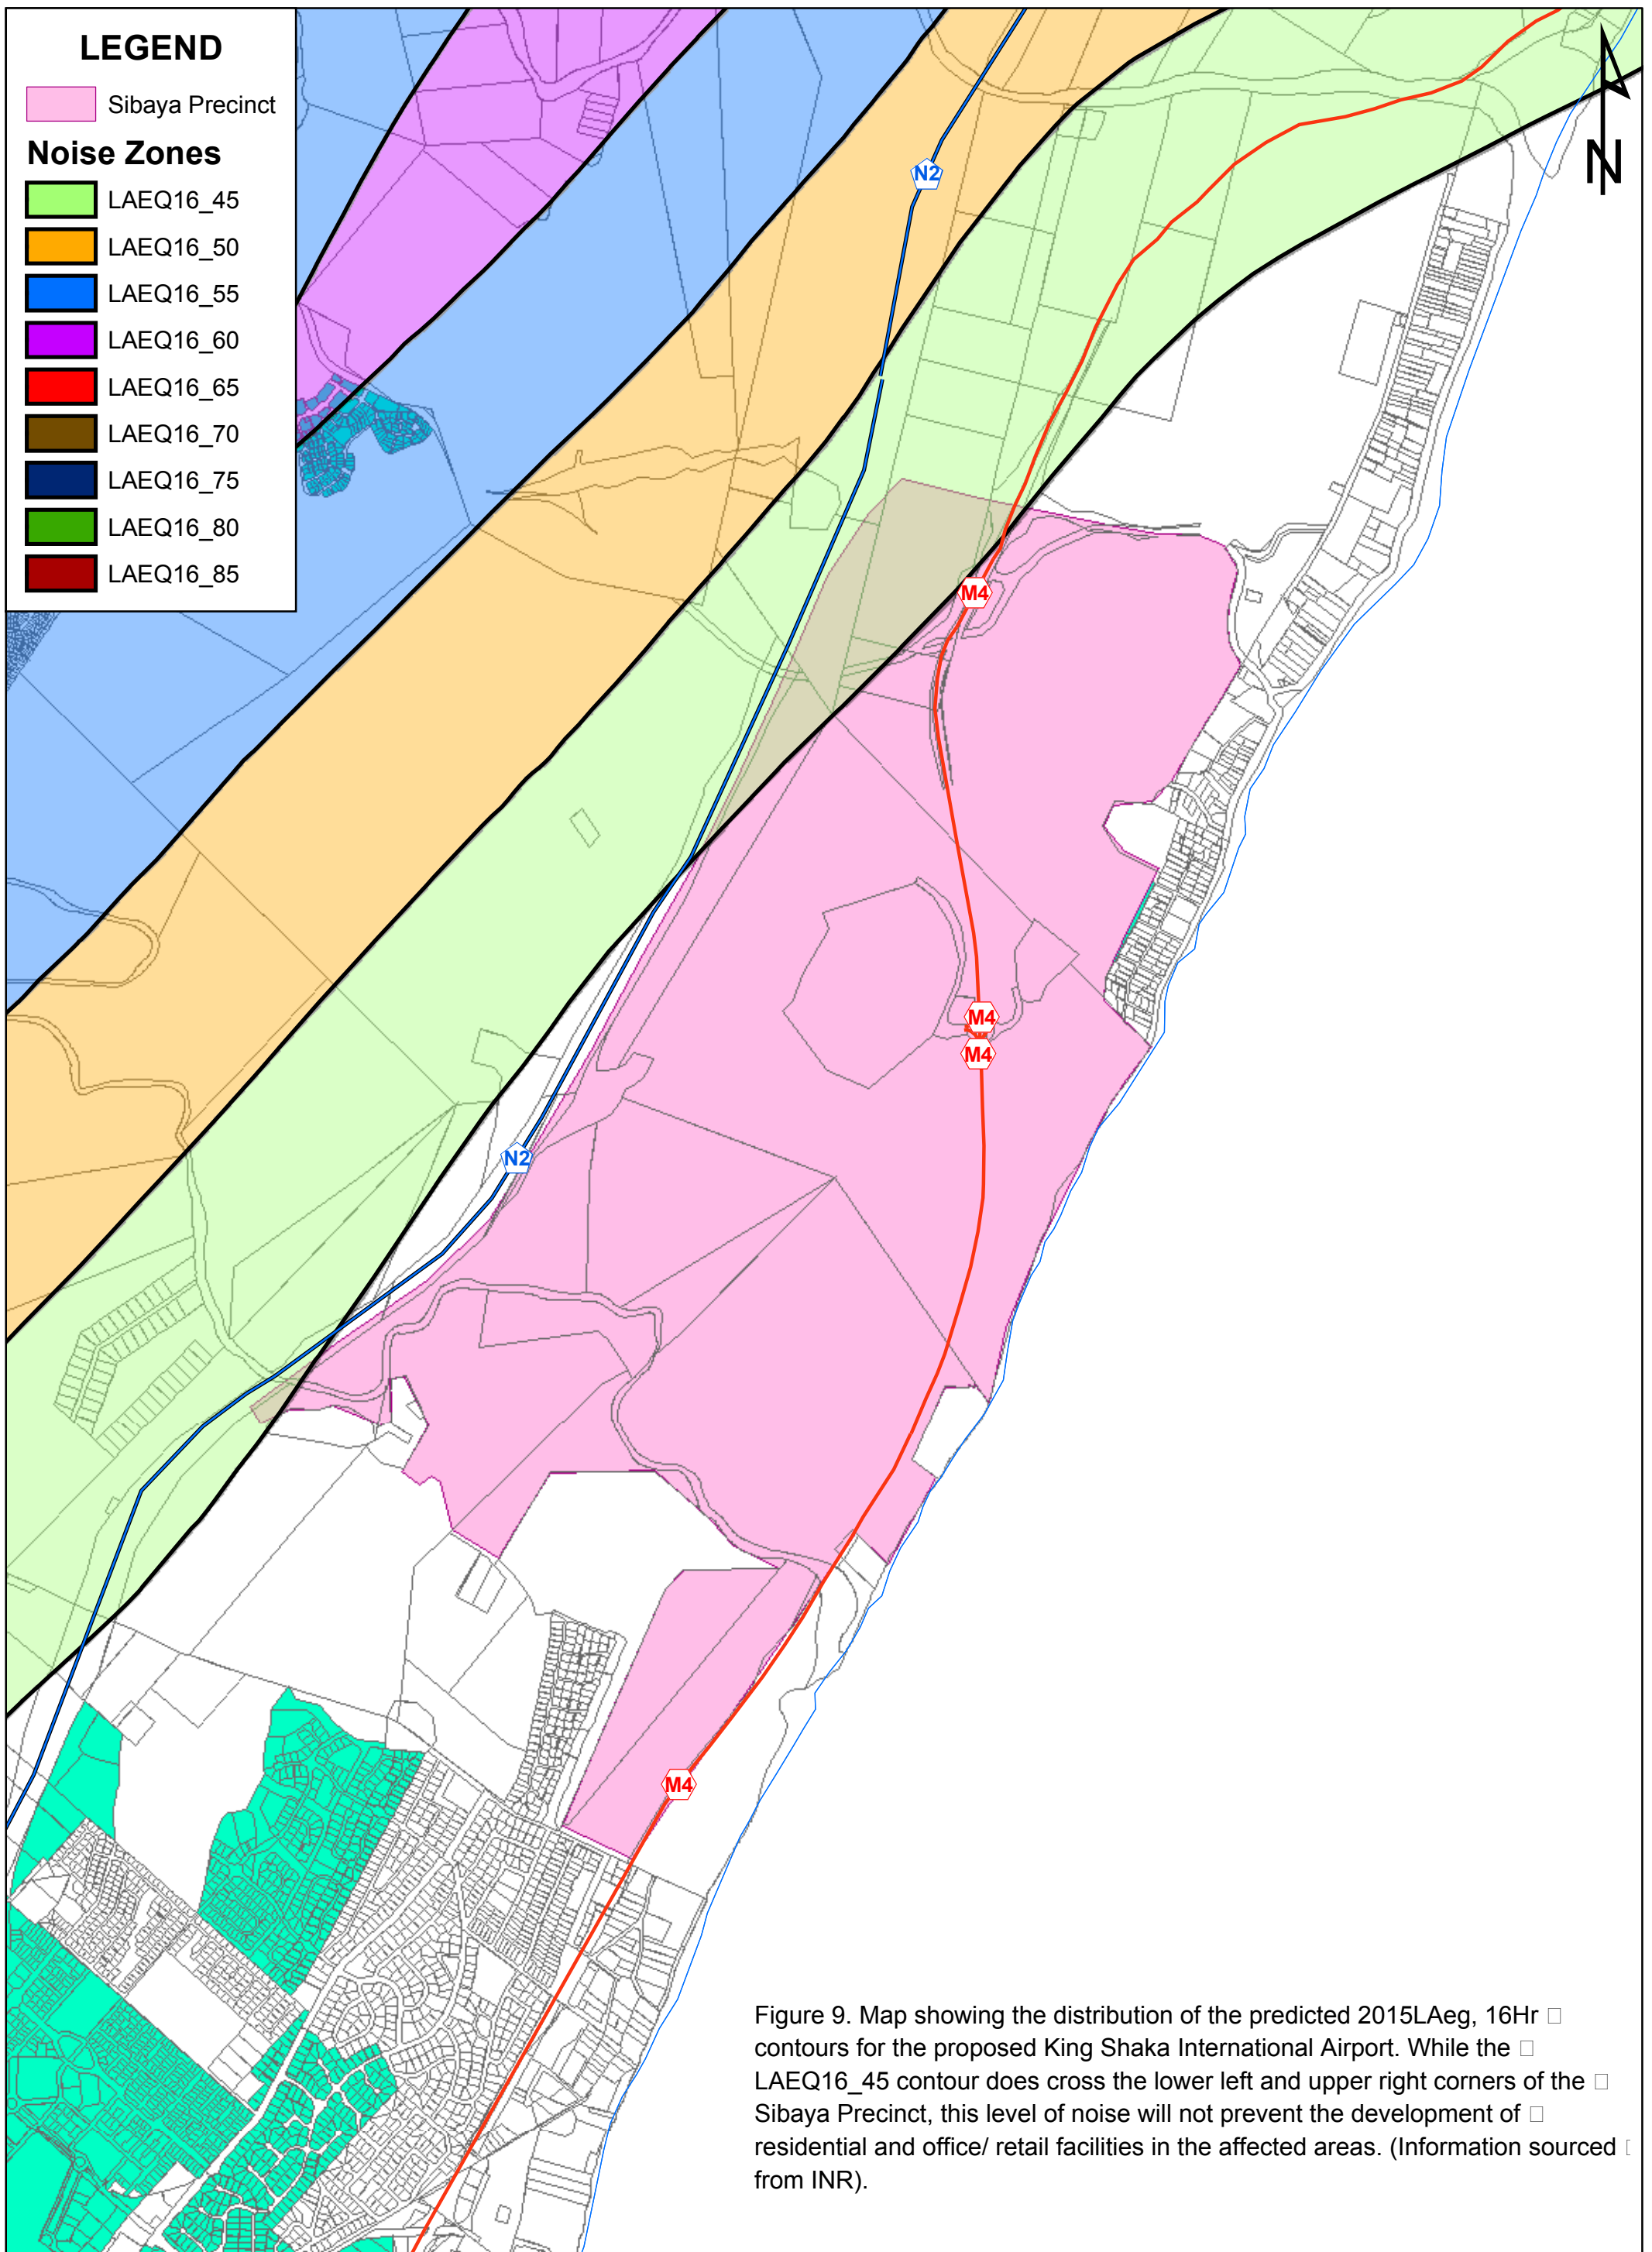 LEGEND
Sibaya Precinct
Noise Zones
LAEQ16_45
LAEQ16_50
LAEQ16_55
LAEQ16_60
LAEQ16_65
LAEQ16_70
LAEQ16_75
LAEQ16_80
LAEQ16_85
N
N2
M4
M4
M4
N2
M4
Figure 9. Map showing the distribution of the predicted 2015LAeg, 16Hr □
contours for the proposed King Shaka International Airport. While the □
LAEQ16_45 contour does cross the lower left and upper right corners of the □
Sibaya Precinct, this level of noise will not prevent the development of □
residential and office/ retail facilities in the affected areas. (Information sourced □
from INR).